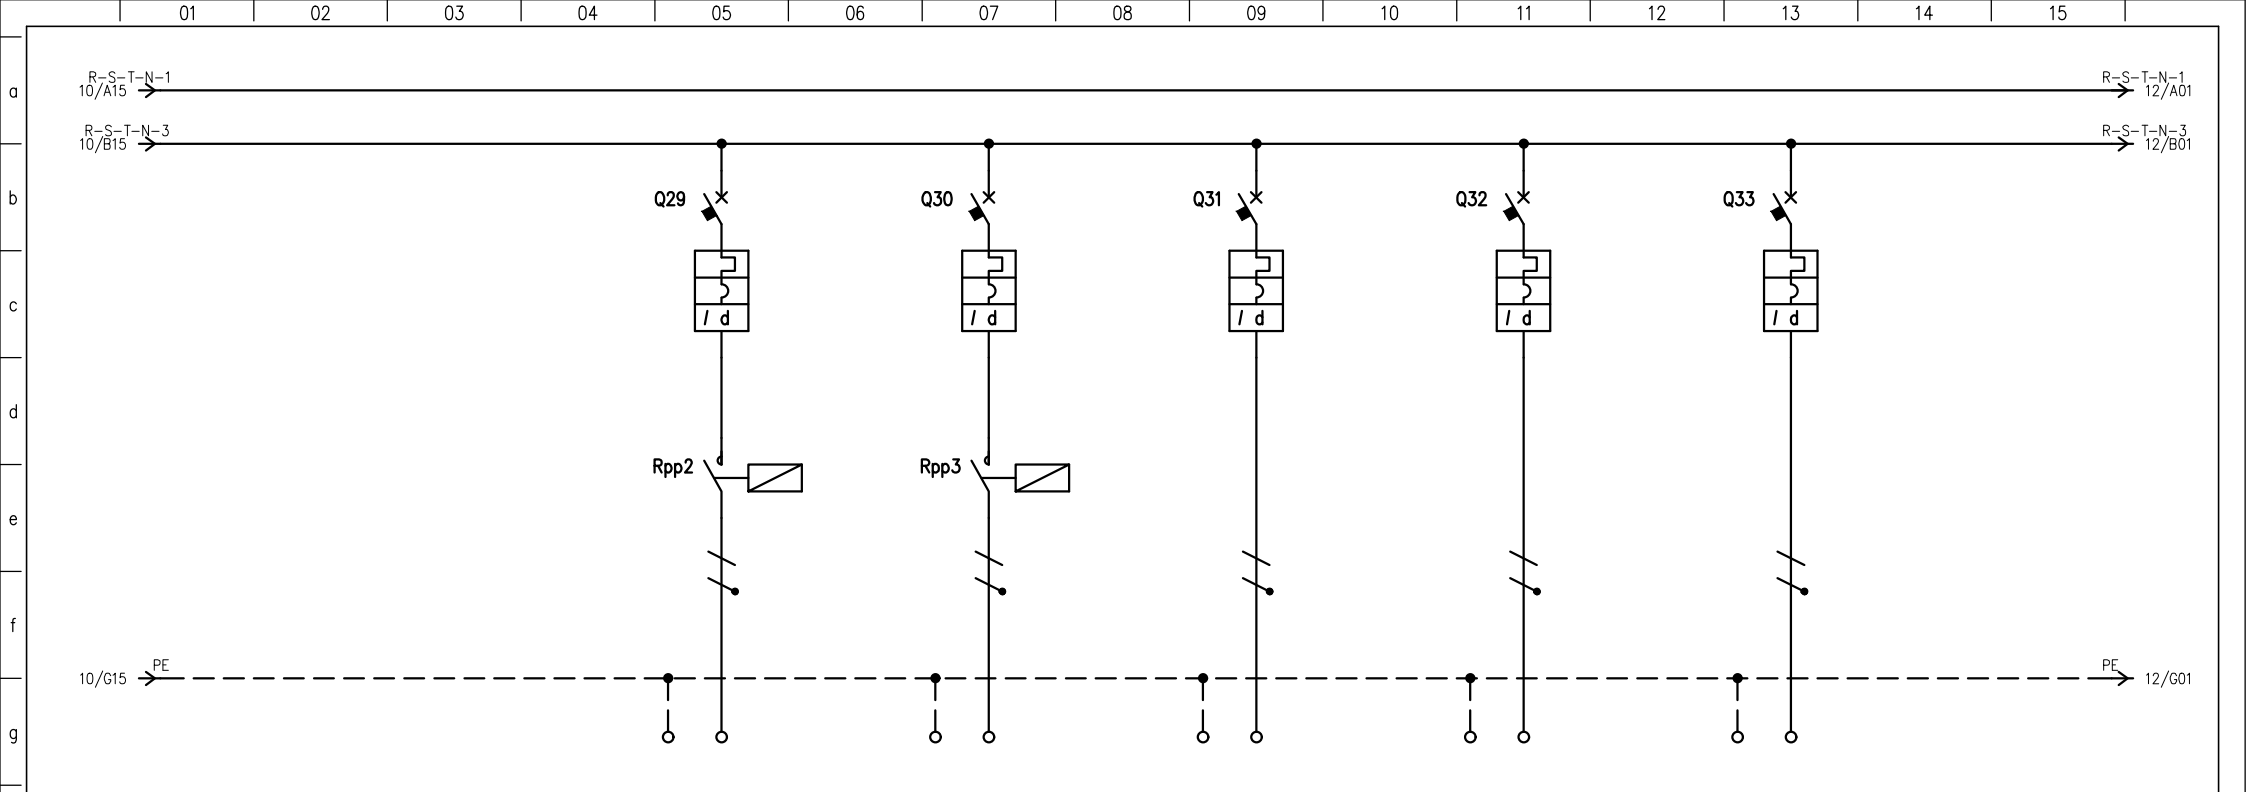 01 02 03 04 05 06 07 08 09 10 11 12 13 14 15
R-S-T-N-1 R-S-T-N-1
a 10/A15 12/A01
R-S-T-N-3 R-S-T-N-3
10/B15 12/B01
b Q29 Q30 Q31 Q32 Q33
c
I d I d I d I d I d
d
Rpp2 Rpp3
e
f
PE PE
10/G15 12/G01
g